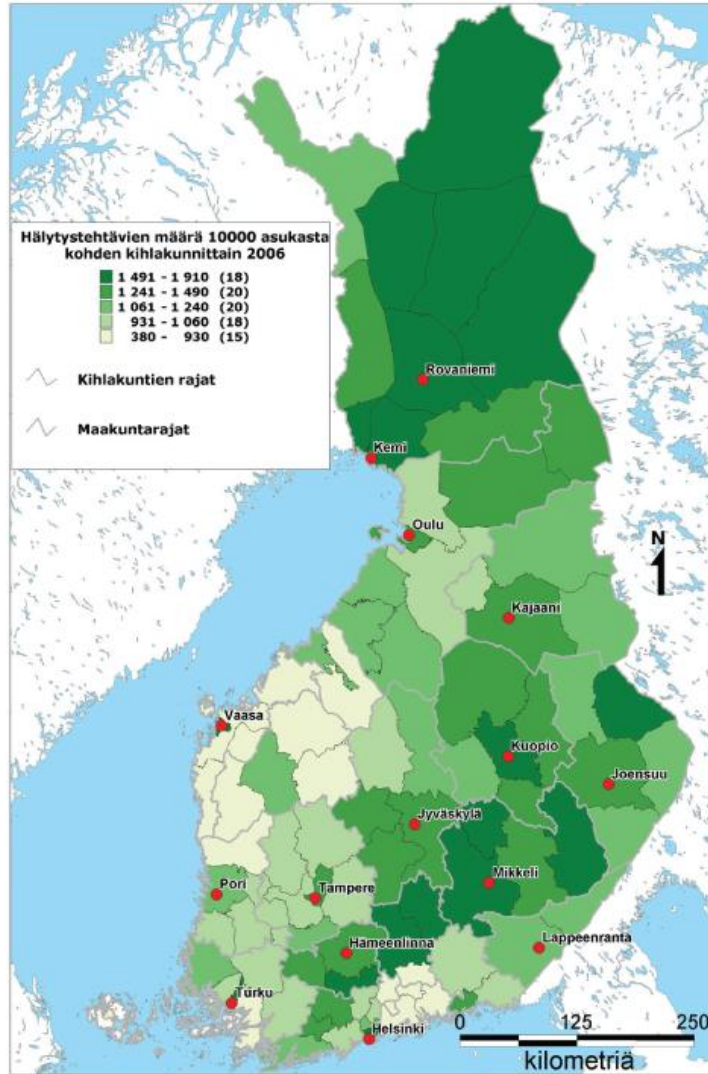 Hälytystehtävien määrä 10000 asukasta
kohden kihlakunnittain 2006
1 491 - 1 910 (18)
1 241 - 1 490 (20)
1 061 - 1 240 (20)
931 - 1 060 (18)
380 - 930 (15)
Kihlakuntien rajat
Maakuntarajat
Rovaniemi
Kemi
Oulu
N
Kajaani
Vaasa
Kuopio
Joensuu
Jyväskylä
Mikkeli
Pori
Tampere
Hämeenlinna
Lappeenranta
Turku
Helsinki
0 125 250
kilometriä